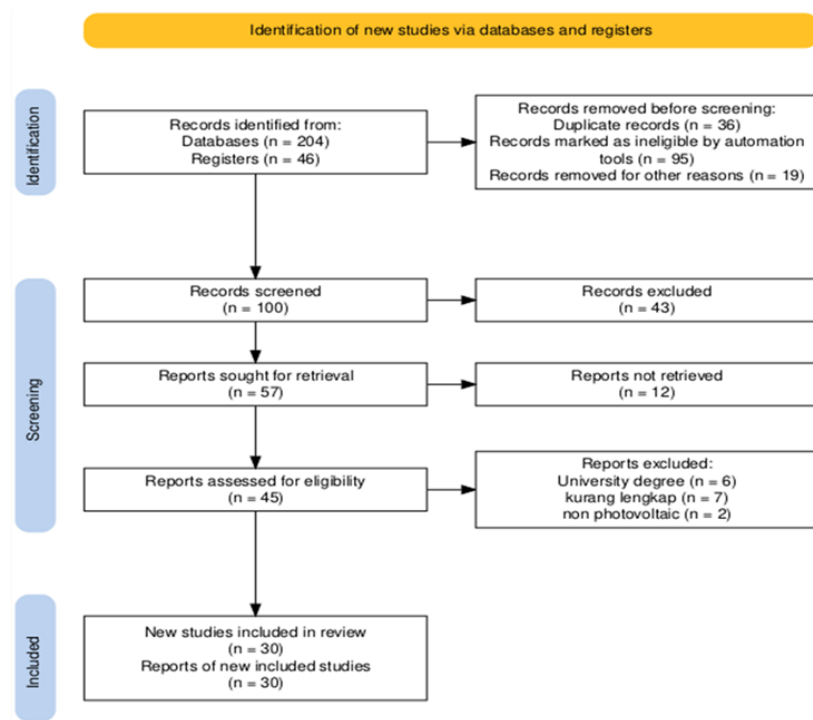 Identification of new studies via databases and registers
Identification
Records identified from:
Databases (n = 204)
Registers (n = 46)
Records removed before screening:
Duplicate records (n = 36)
Records marked as ineligible by automation
tools (n = 95)
Records removed for other reasons (n = 19)
Screening
Records screened
(n = 100)
Records excluded
(n = 43)
Reports sought for retrieval
(n = 57)
Reports not retrieved
(n = 12)
Reports assessed for eligibility
(n = 45)
Reports excluded:
University degree (n = 6)
kurang lengkap (n = 7)
non photovoltaic (n = 2)
Included
New studies included in review
(n = 30)
Reports of new included studies
(n = 30)